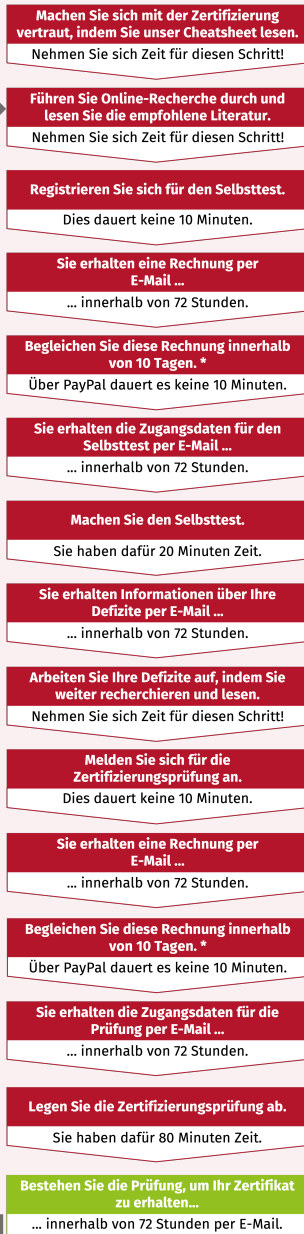 Machen Sie sich mit der Zertifizierung
vertraut, indem Sie unser Cheatsheet lesen.
Nehmen Sie sich Zeit für diesen Schritt!
Führen Sie Online-Recherche durch und
lesen Sie die empfohlene Literatur.
Nehmen Sie sich Zeit für diesen Schritt!
Registrieren Sie sich für den Selbsttest.
Dies dauert keine 10 Minuten.
Sie erhalten eine Rechnung per
E-Mail ...
... innerhalb von 72 Stunden.
Begleichen Sie diese Rechnung innerhalb
von 10 Tagen. *
Über PayPal dauert es keine 10 Minuten.
Sie erhalten die Zugangsdaten für den
Selbsttest per E-Mail ...
... innerhalb von 72 Stunden.
Machen Sie den Selbsttest.
Sie haben dafür 20 Minuten Zeit.
Sie erhalten Informationen über Ihre
Defizite per E-Mail ...
... innerhalb von 72 Stunden.
Arbeiten Sie Ihre Defizite auf, indem Sie
weiter recherchieren und lesen.
Nehmen Sie sich Zeit für diesen Schritt!
Melden Sie sich für die
Zertifizierungsprüfung an.
Dies dauert keine 10 Minuten.
Sie erhalten eine Rechnung per
E-Mail ...
... innerhalb von 72 Stunden.
Begleichen Sie diese Rechnung innerhalb
von 10 Tagen. *
Über PayPal dauert es keine 10 Minuten.
Sie erhalten die Zugangsdaten für die
Prüfung per E-Mail ...
... innerhalb von 72 Stunden.
Legen Sie die Zertifizierungsprüfung ab.
Sie haben dafür 80 Minuten Zeit.
Bestehen Sie die Prüfung, um Ihr Zertifikat
zu erhalten...
... innerhalb von 72 Stunden per E-Mail.